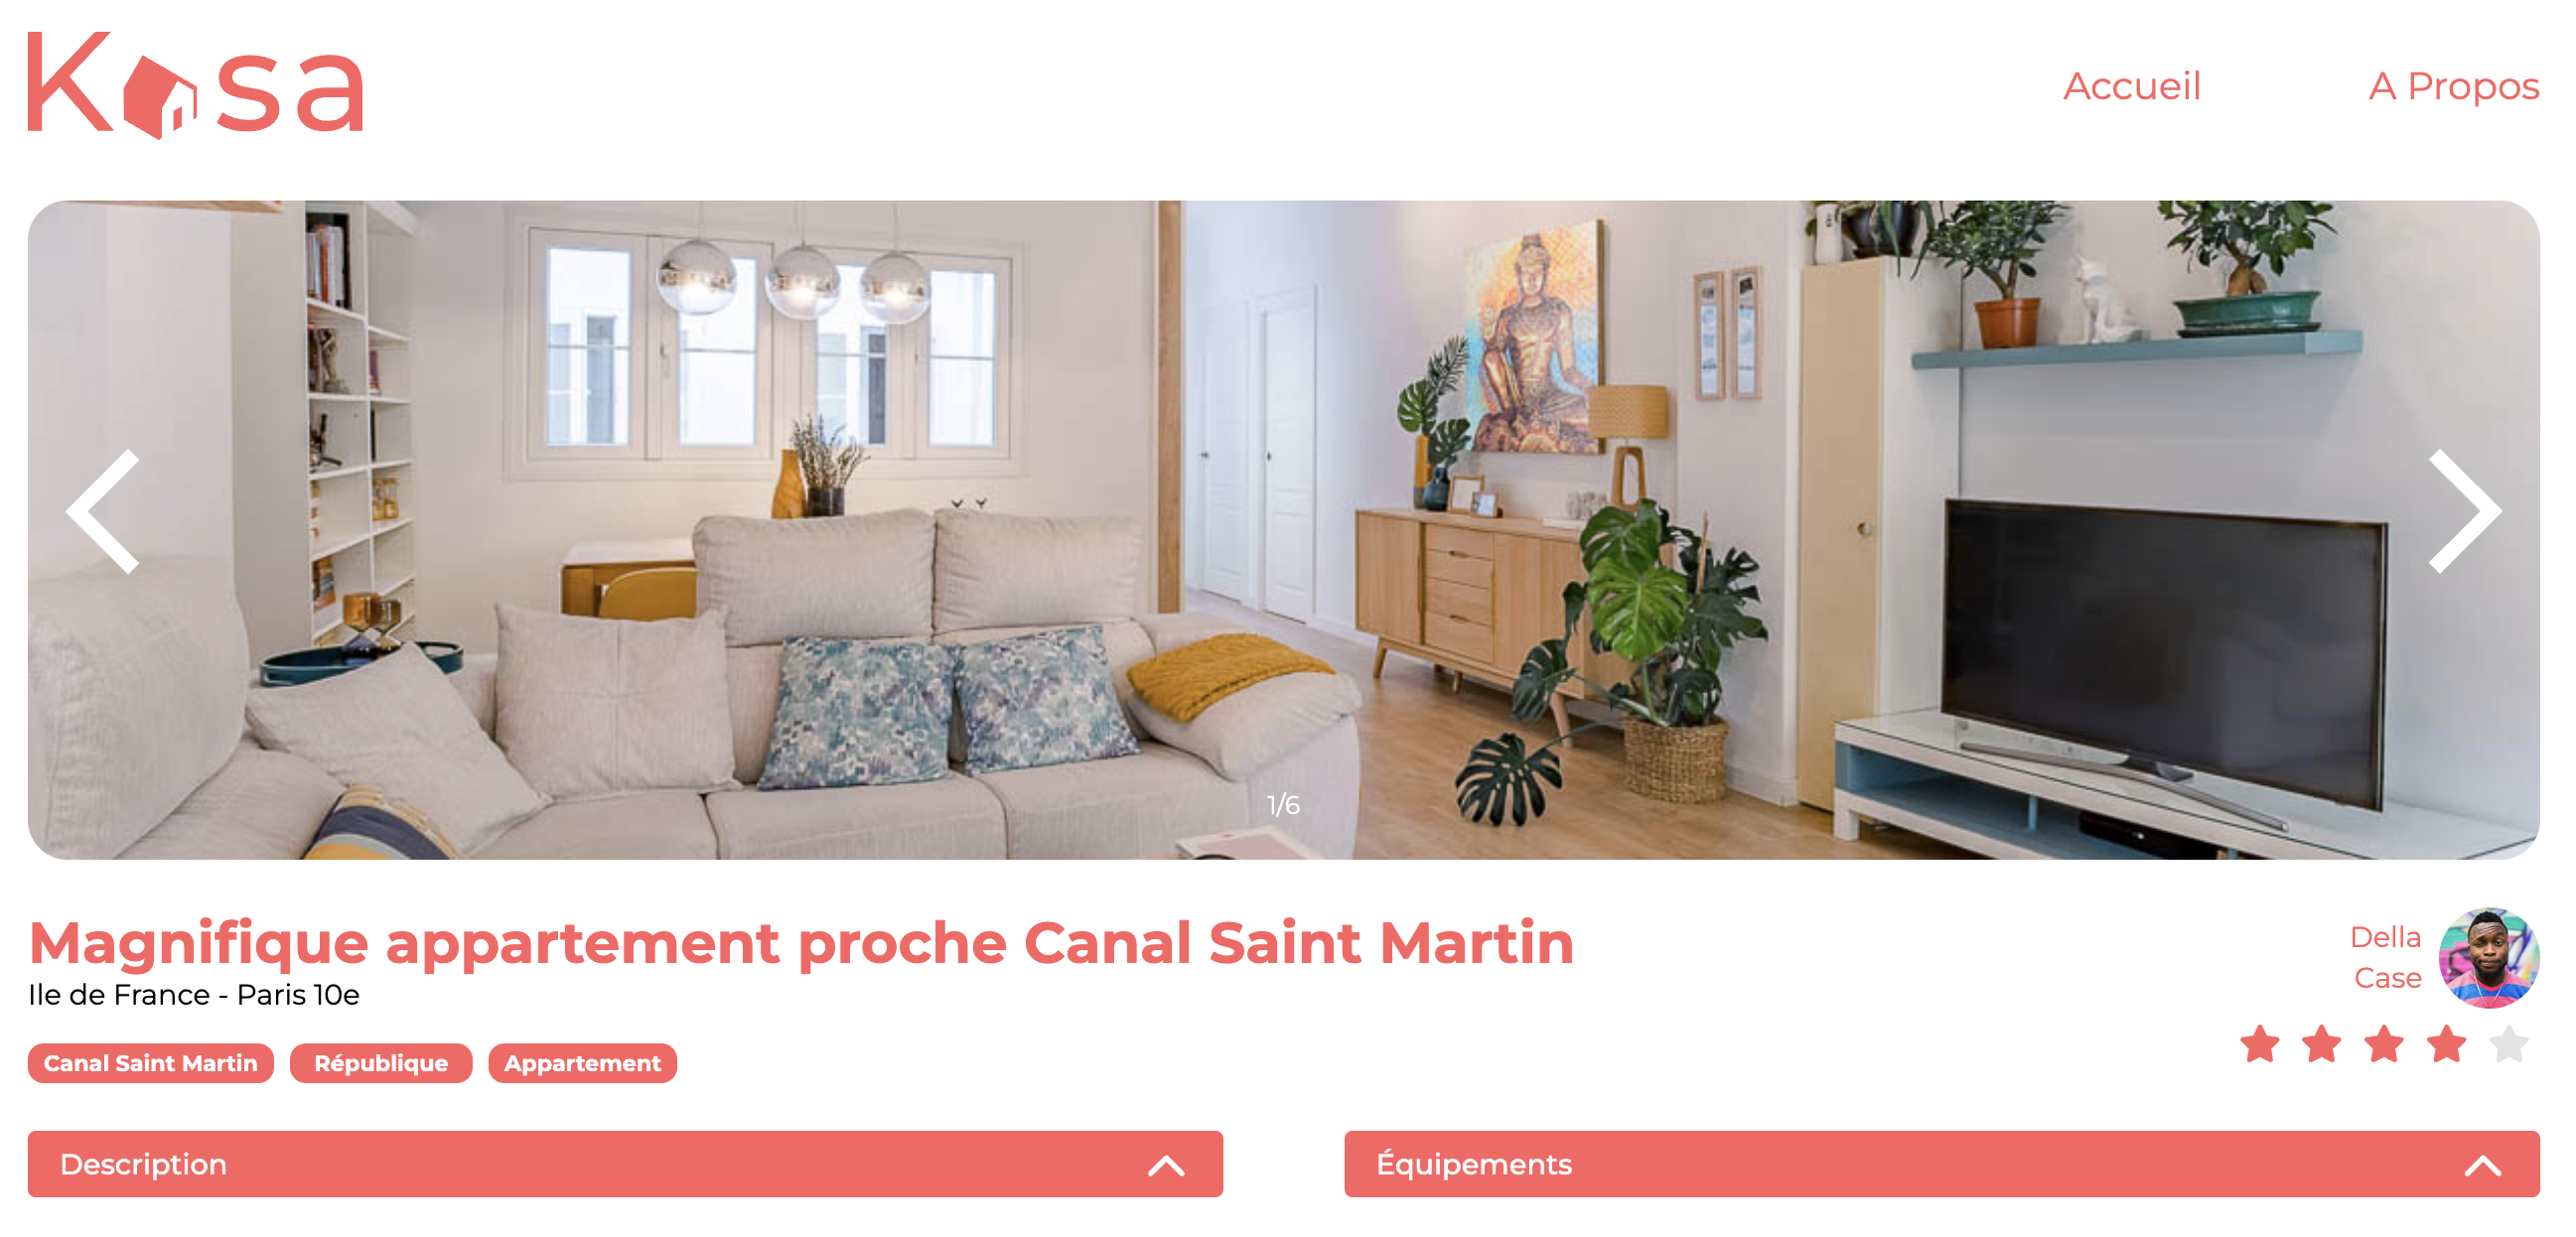 Kasa
Accueil
A Propos
1/6
Magnifique appartement proche Canal Saint Martin
Ile de France - Paris 10e
Della
Case
Canal Saint Martin
République
Appartement
Description
Équipements